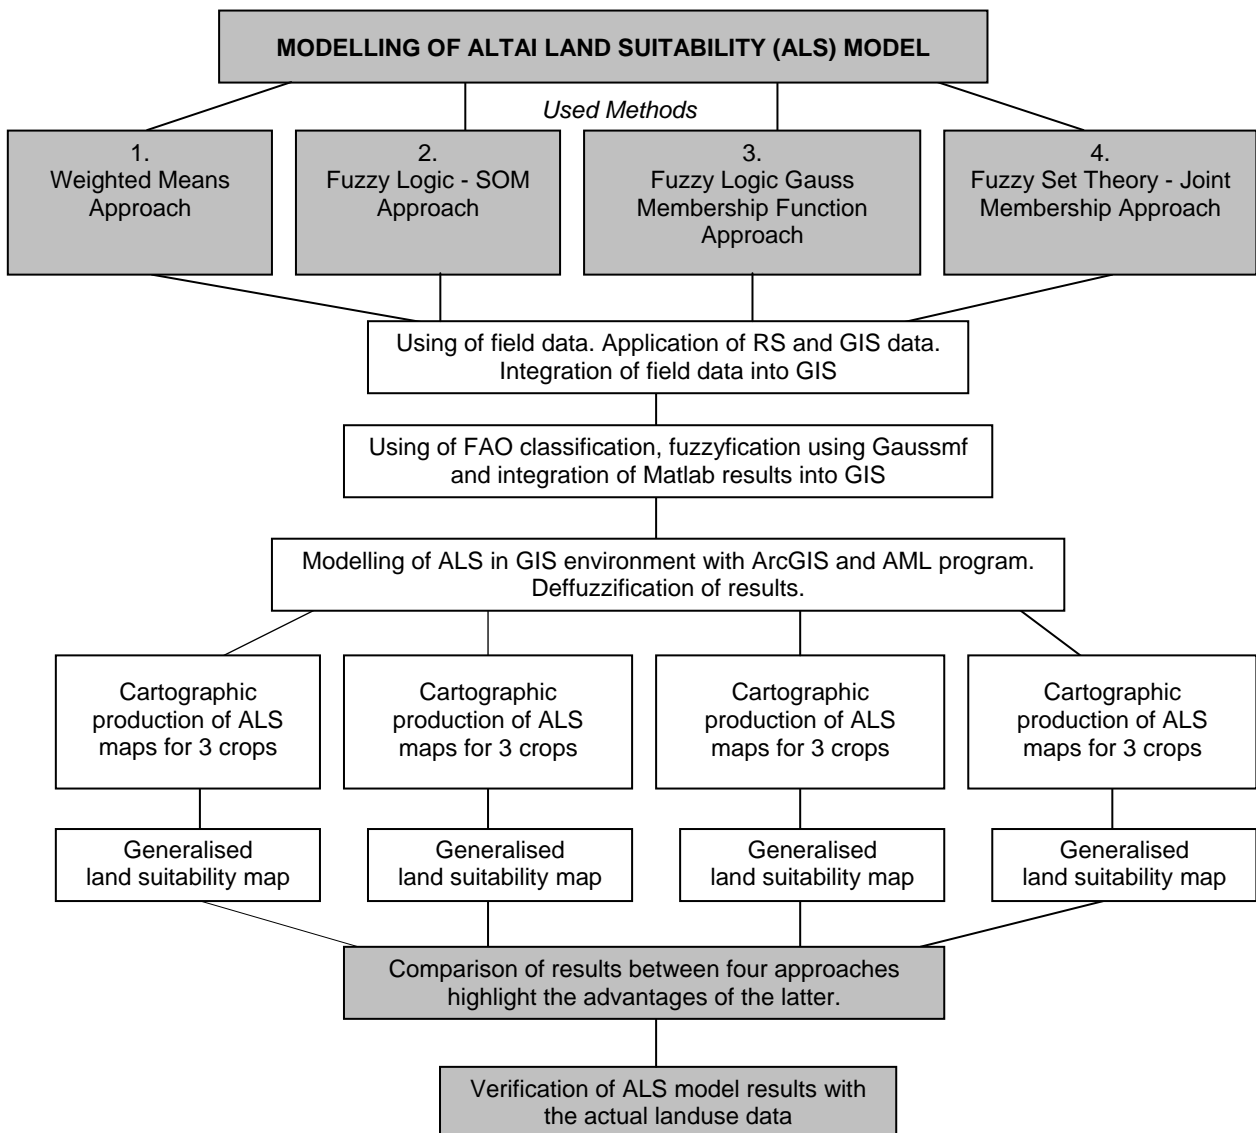 MODELLING OF ALTAI LAND SUITABILITY (ALS) MODEL
Used Methods
1.
Weighted Means
Approach
2.
Fuzzy Logic - SOM
Approach
3.
Fuzzy Logic Gauss
Membership Function
Approach
4.
Fuzzy Set Theory - Joint
Membership Approach
Using of field data. Application of RS and GIS data.
Integration of field data into GIS
Using of FAO classification, fuzzyfication using Gaussmf
and integration of Matlab results into GIS
Modelling of ALS in GIS environment with ArcGIS and AML program.
Deffuzzification of results.
Cartographic
production of ALS
maps for 3 crops
Cartographic
production of ALS
maps for 3 crops
Cartographic
production of ALS
maps for 3 crops
Cartographic
production of ALS
maps for 3 crops
Generalised
land suitability map
Generalised
land suitability map
Generalised
land suitability map
Generalised
land suitability map
Comparison of results between four approaches
highlight the advantages of the latter.
Verification of ALS model results with
the actual landuse data